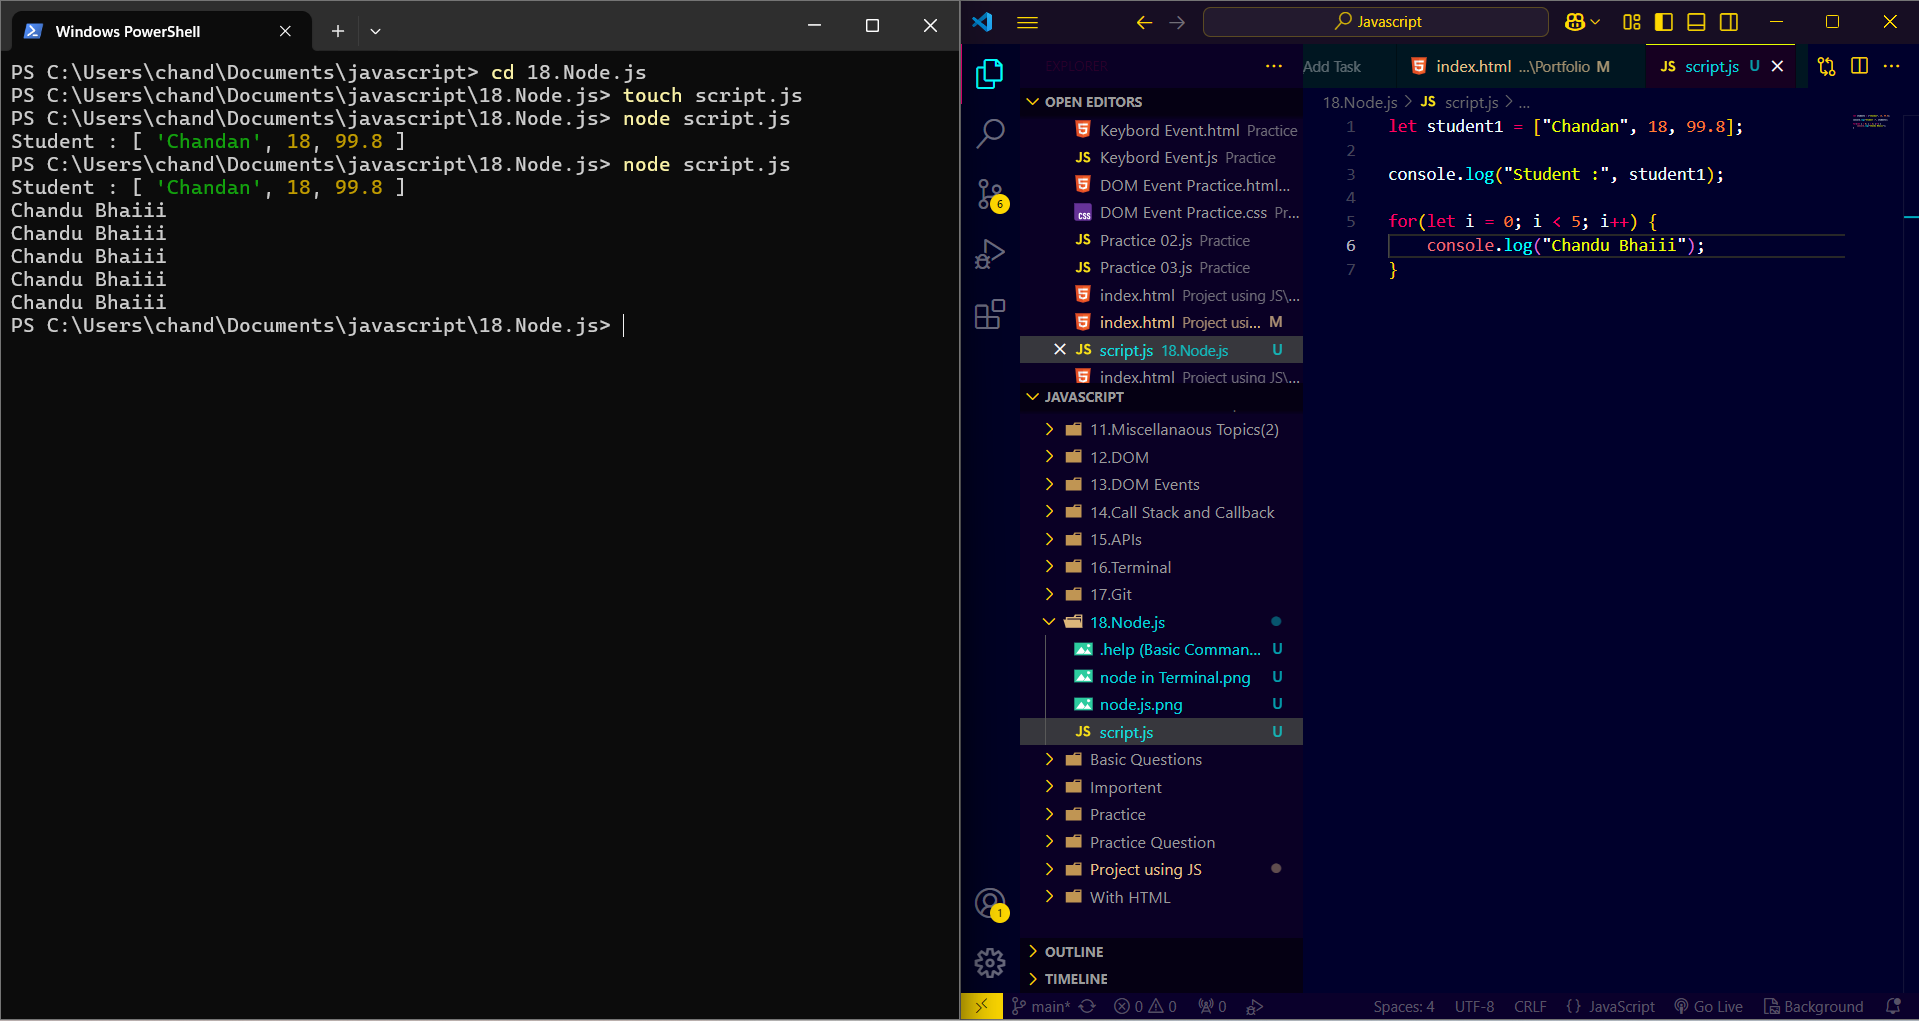 Windows PowerShell
PS C:\Users\chand\Documents\javascript> cd 18.Node.js
PS C:\Users\chand\Documents\javascript\18.Node.js> touch script.js
PS C:\Users\chand\Documents\javascript\18.Node.js> node script.js
Student : [ 'Chandan', 18, 99.8 ]
PS C:\Users\chand\Documents\javascript\18.Node.js> node script.js
Student : [ 'Chandan', 18, 99.8 ]
Chandu Bhaiii
Chandu Bhaiii
Chandu Bhaiii
Chandu Bhaiii
Chandu Bhaiii
PS C:\Users\chand\Documents\javascript\18.Node.js>
Javascript
EXPLORER
OPEN EDITORS
Keybord Event.html Practice
JS Keybord Event.js Practice
DOM Event Practice.html...
css DOM Event Practice.css Pr...
JS Practice 02.js Practice
JS Practice 03.js Practice
index.html Project using JS\...
index.html Project usi... M
JS script.js 18.Node.js U
index.html Project using JS\...
JAVASCRIPT
11.Miscellanaous Topics(2)
12.DOM
13.DOM Events
14.Call Stack and Callback
15.APIs
16.Terminal
17.Git
18.Node.js
.help (Basic Comman... U
node in Terminal.png U
node.js.png U
JS script.js U
Basic Questions
Importent
Practice
Practice Question
Project using JS
With HTML
OUTLINE
TIMELINE
6
1
Add Task
index.html ...\Portfolio M
JS script.js U
18.Node.js > JS script.js > ...
1 let student1 = ["Chandan", 18, 99.8];
2
3 console.log("Student :", student1);
4
5 for(let i = 0; i < 5; i++) {
6 console.log("Chandu Bhaiii");
7 }
main* 0 0 0 Spaces: 4 UTF-8 CRLF {} JavaScript Go Live Background